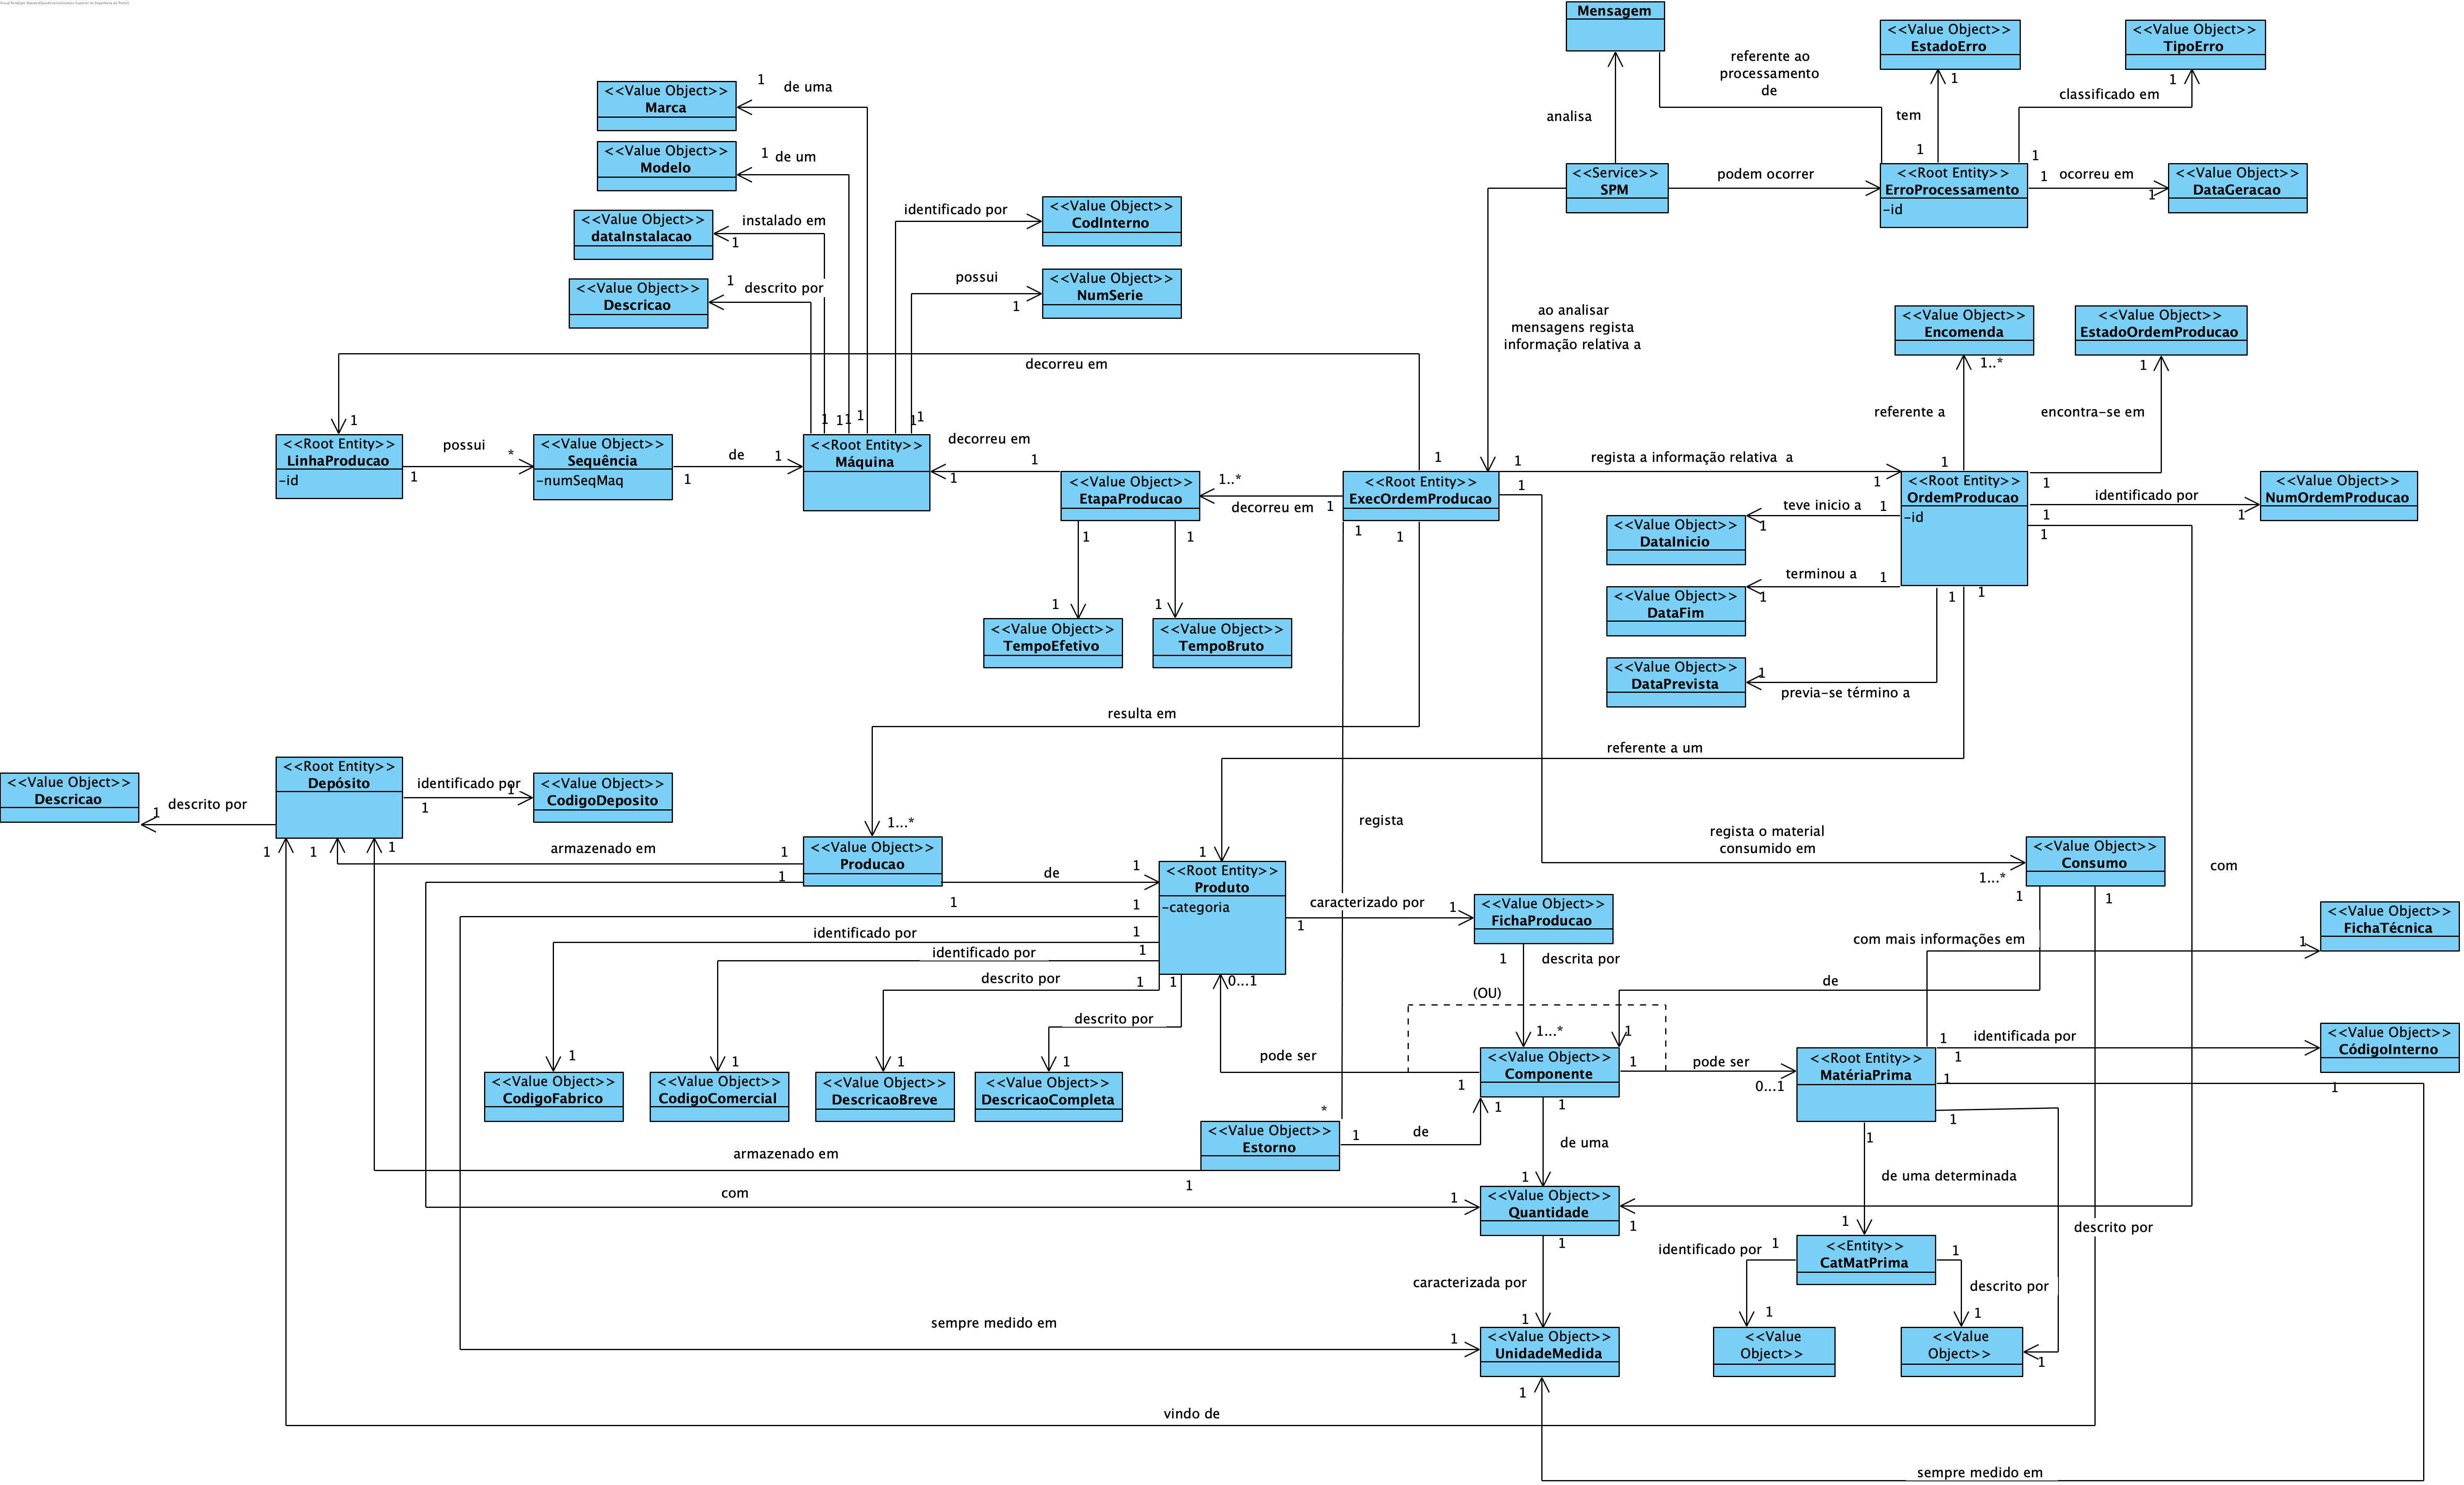 Mensagem
<<Value Object>>
EstadoErro
<<Value Object>>
TipoErro
referente ao
processamento
de
1
1
classificado em
analisa
tem
1
1
<<Service>>
SPM
podem ocorrer
<<Root Entity>>
ErroProcessamento
-id
1
ocorreu em
1
<<Value Object>>
DataGeracao
1
de uma
<<Value Object>>
Marca
1
de um
<<Value Object>>
Modelo
<<Value Object>>
dataInstalacao
instalado em
1
identificado por
<<Value Object>>
CodInterno
<<Value Object>>
Descricao
1
descrito por
possui
1
<<Value Object>>
NumSerie
ao analisar
mensagens regista
informação relativa a
<<Value Object>>
Encomenda
1..*
<<Value Object>>
EstadoOrdemProducao
1
decorreu em
referente a
encontra-se em
1
1
1
1
1
1
1
1
<<Root Entity>>
LinhaProducao
-id
possui
1
*
<<Value Object>>
Sequência
-numSeqMaq
de
1
1
<<Root Entity>>
Máquina
decorreu em
1
1
<<Value Object>>
EtapaProducao
1..*
decorreu em
1
1
<<Root Entity>>
ExecOrdemProducao
1
1
1
1
regista a informação relativa  a
1
1
<<Root Entity>>
OrdemProducao
-id
1
identificado por
1
1
1
<<Value Object>>
NumOrdemProducao
teve inicio a
1
1
<<Value Object>>
DataInicio
terminou a
1
1
<<Value Object>>
DataFim
1
1
1
previa-se término a
<<Value Object>>
DataPrevista
1
1
1
1
<<Value Object>>
TempoEfetivo
<<Value Object>>
TempoBruto
resulta em
referente a um
<<Value Object>>
Descricao
descrito por
1
<<Root Entity>>
Depósito
identificado por
1
1
<<Value Object>>
CodigoDeposito
1
1
1
armazenado em
1
1...*
<<Value Object>>
Producao
1
de
1
1
1
<<Root Entity>>
Produto
-categoria
regista
regista o material
consumido em
1...*
<<Value Object>>
Consumo
1
1
com
1
1
identificado por
1
identificado por
1
descrito por
1
1
descrito por
caracterizado por
1
1
<<Value Object>>
FichaProducao
1
descrita por
0...1
(OU)
1...*
1
de
com mais informações em
1
<<Value Object>>
FichaTécnica
1
1
1
1
<<Value Object>>
CodigoFabrico
<<Value Object>>
CodigoComercial
<<Value Object>>
DescricaoBreve
<<Value Object>>
DescricaoCompleta
pode ser
1
<<Value Object>>
Componente
1
pode ser
0...1
<<Root Entity>>
MatériaPrima
1
identificada por
1
1
1
1
1
<<Value Object>>
CódigoInterno
*
<<Value Object>>
Estorno
1
de
1
1
de uma
1
armazenado em
1
com
1
<<Value Object>>
Quantidade
1
1
de uma determinada
1
descrito por
<<Entity>>
CatMatPrima
identificado por
1
1
1
descrito por
1
<<Value
Object>>
<<Value
Object>>
1
caracterizada por
1
<<Value Object>>
UnidadeMedida
1
sempre medido em
1
vindo de
sempre medido em